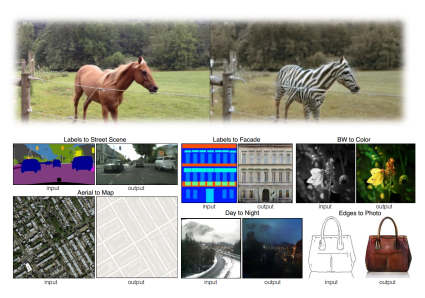 Labels to Street Scene
Labels to Facade
BW to Color
input
output
Aerial to Map
input
output
input
output
Day to Night
Edges to Photo
input
output
input
output
input
output